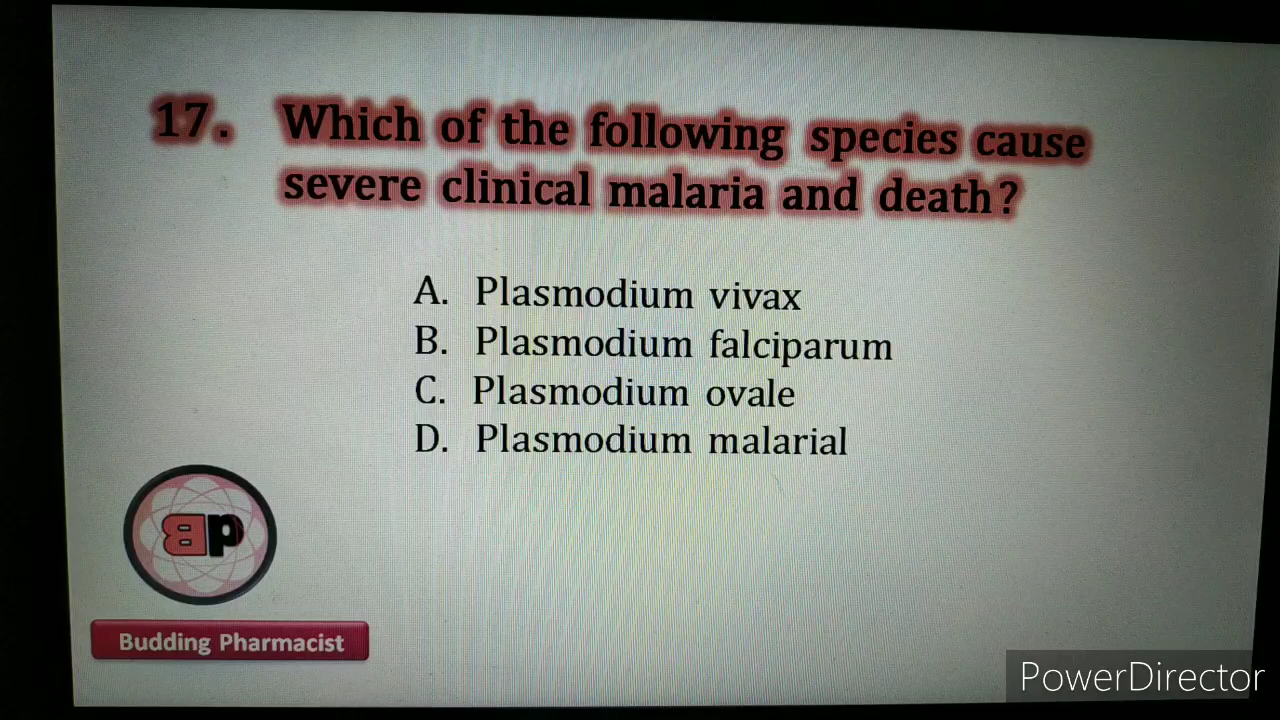 17. Which of the following species cause
severe clinical malaria and death?
A. Plasmodium vivax
B. Plasmodium falciparum
C. Plasmodium ovale
D. Plasmodium malarial
BP
Budding Pharmacist
PowerDirector